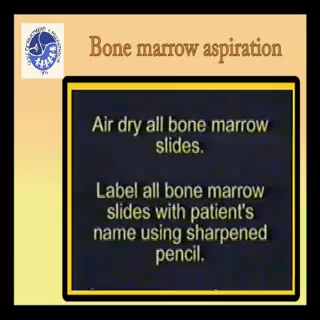 Bone marrow aspiration
Air dry all bone marrow
slides.
Label all bone marrow
slides with patient's
name using sharpened
pencil.